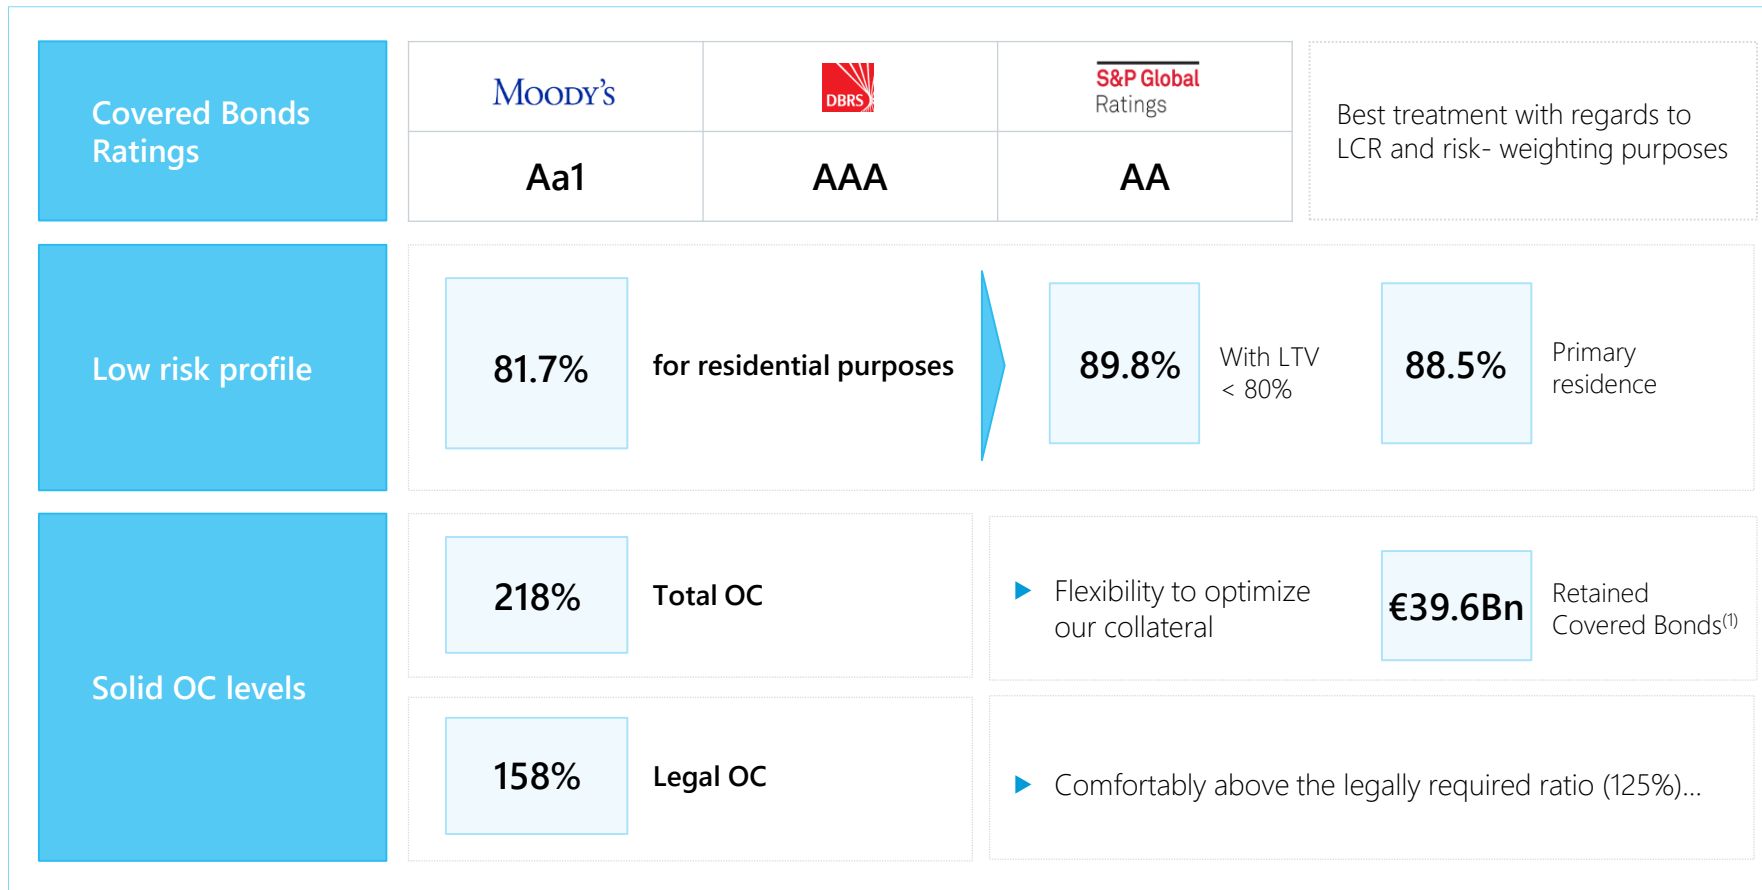 Covered Bonds
Ratings
MOODY'S
DBRS
S&P Global
Ratings
Aa1
AAA
AA
Best treatment with regards to
LCR and risk- weighting purposes
Low risk profile
81.7%
for residential purposes
89.8%
With LTV
< 80%
88.5%
Primary
residence
Solid OC levels
218%
Total OC
Flexibility to optimize
our collateral
€39.6Bn
Retained
Covered Bonds(1)
158%
Legal OC
Comfortably above the legally required ratio (125%)...